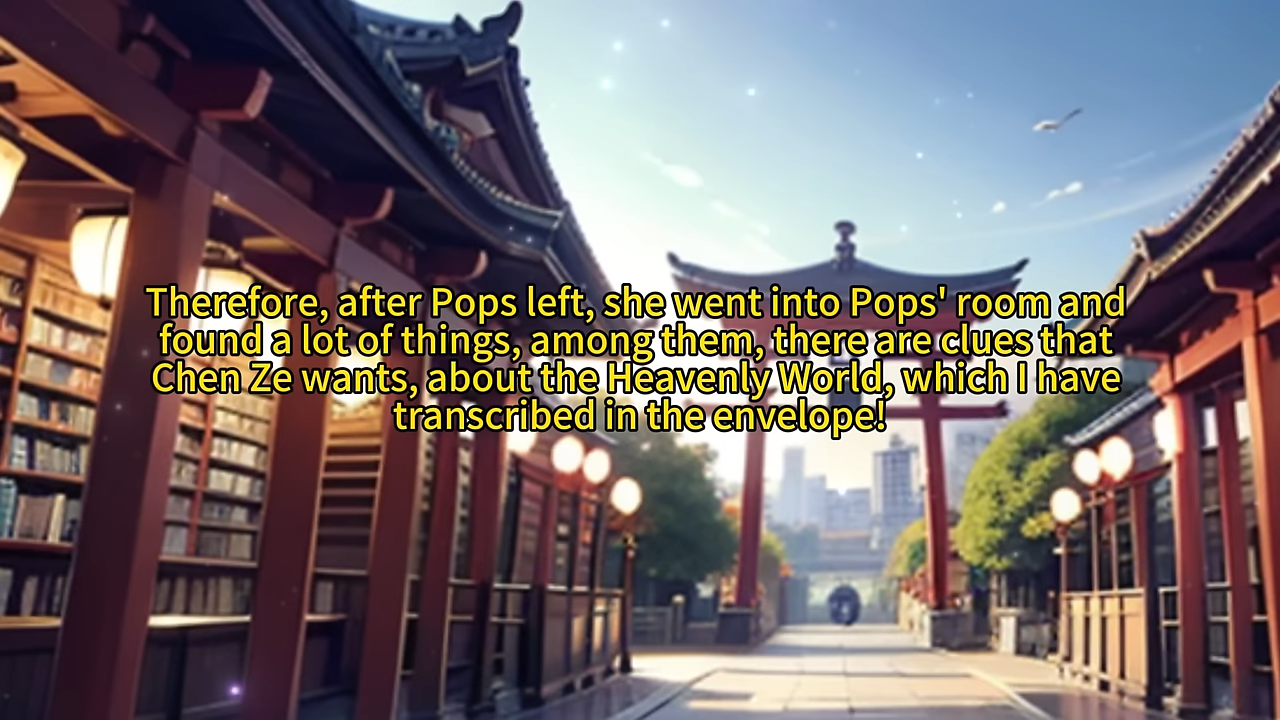 Therefore, after Pops left, she went into Pops' room and
found a lot of things, among them, there are clues that
Chen Ze wants, about the Heavenly World, which I have
transcribed in the envelope!